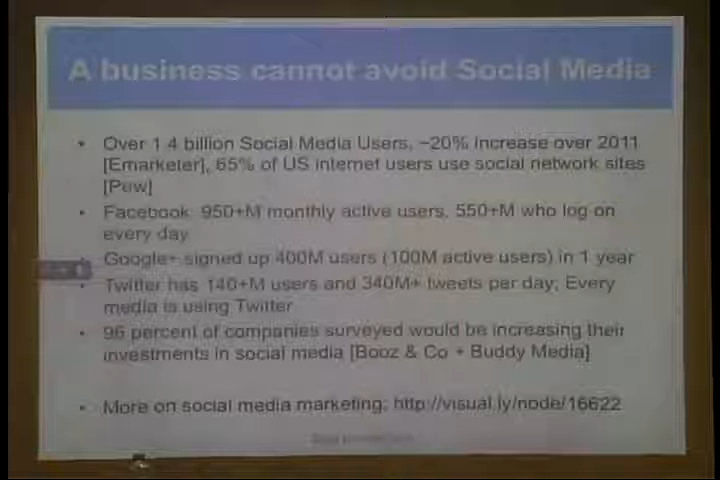 A business cannot avoid Social Media
• Over 1.4 billion Social Media Users, ~20% increase over 2011
[Emarketer], 65% of US internet users use social network sites
[Pew]
• Facebook: 950+M monthly active users, 550+M who log on
every day
Google+ signed up 400M users (100M active users) in 1 year
• Twitter has 140+M users and 340M+ tweets per day; Every
media is using Twitter
• 96 percent of companies surveyed would be increasing their
investments in social media [Booz & Co + Buddy Media]
• More on social media marketing: http://visual.ly/node/16622